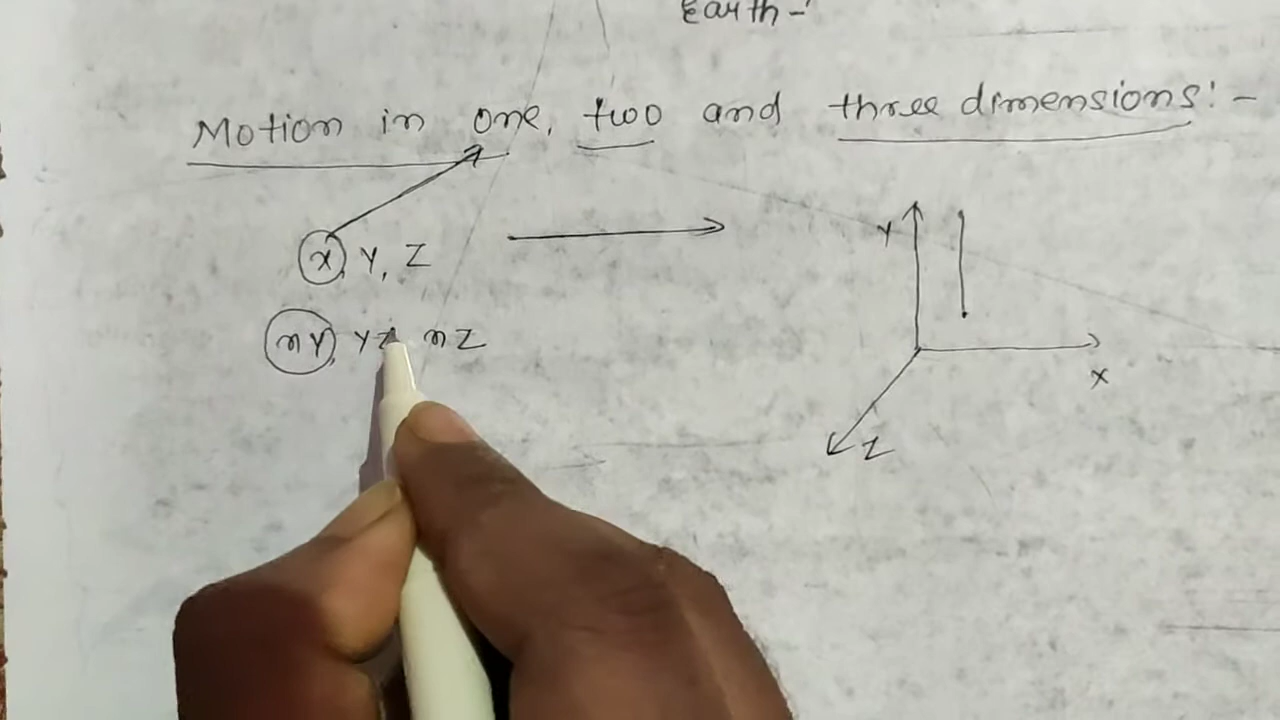 Earth -
Motion in one, two and three dimensions: -
x, Y, Z
xy, yz, xz
Y
X
Z